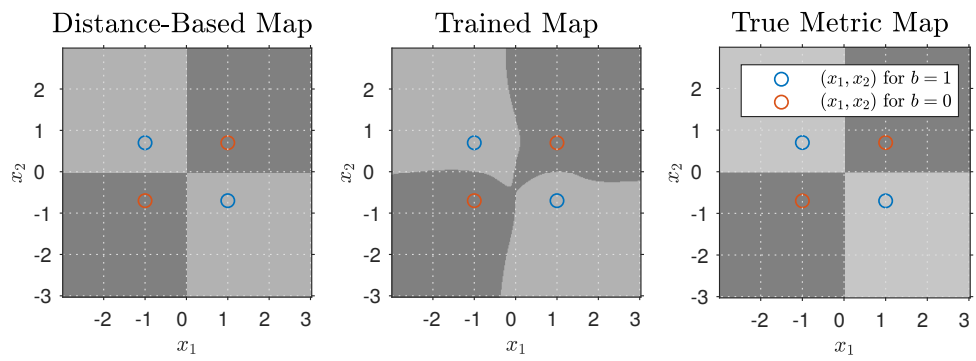 Distance-Based Map
2
1
0
-1
-2
-3
-2 -1 0 1 2 3
x₁
x₂
Trained Map
2
1
0
-1
-2
-3
-2 -1 0 1 2 3
x₁
x₂
True Metric Map
(x₁, x₂) for b = 1
(x₁, x₂) for b = 0
2
1
0
-1
-2
-3
-2 -1 0 1 2 3
x₁
x₂